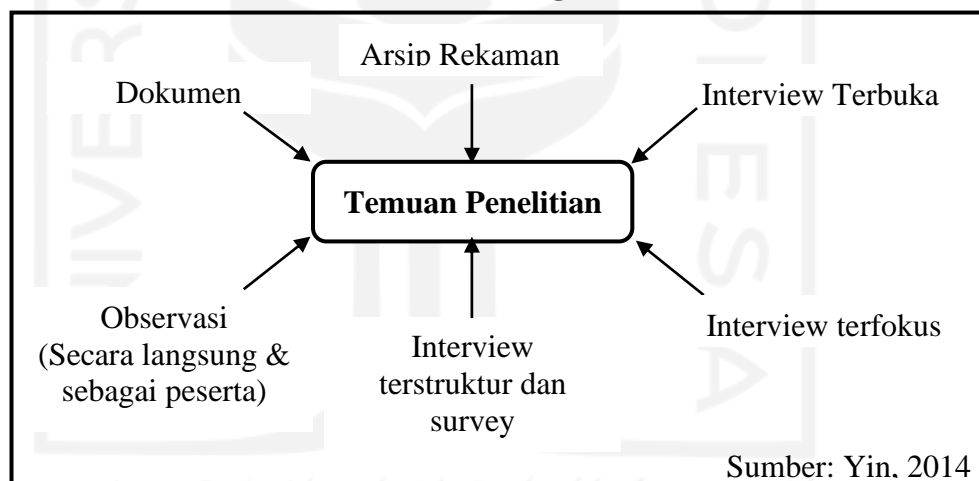 Arsip Rekaman
Dokumen
Interview Terbuka
Temuan Penelitian
Observasi
(Secara langsung &
sebagai peserta)
Interview
terstruktur dan
survey
Interview terfokus
Sumber: Yin, 2014